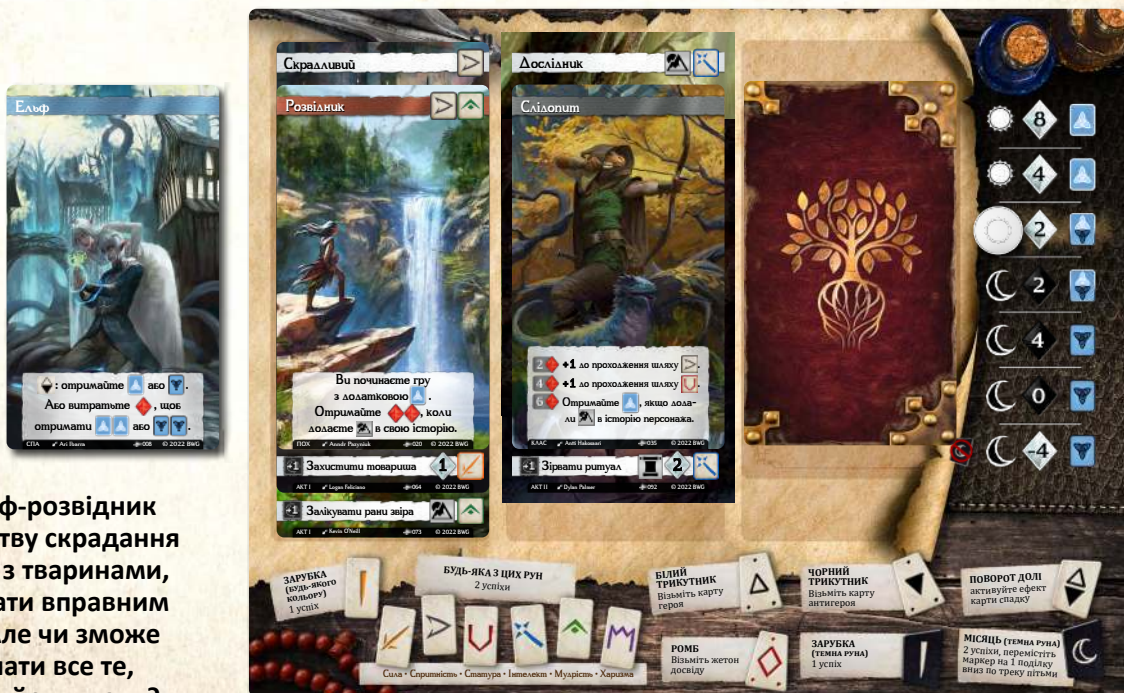 Ельф
: отримайте або .
Або витратьте , щоб
отримати або .
СПА Ari Ibarra 008 © 2022 BWG
ф-розвідник
тву скрадання
з тваринами,
ати вправним
ле чи зможе
ати все те,
Скрадливий
Розвідник
Ви починаєте гру
з додатковою .
Отримайте , коли
додаєте в свою історію.
ПОХ Anndr Pazyniuk 020 © 2022 BWG
+1 Захистити товариша 1
АКТ I Logan Feliciano 064 © 2022 BWG
+1 Залікувати рани звіра
АКТ I Kevin O'Neill 073 © 2022 BWG
Дослідник
Слідопит
2 +1 до проходження шляху .
4 +1 до проходження шляху .
6 Отримайте , якщо дода-
ли в історію персонажа.
КЛАС Anti Hakosaari 035 © 2022 BWG
+1 Зірвати ритуал 2
АКТ II Dylan Palmer 092 © 2022 BWG
8
4
2
2
4
0
-4
ЗАРУБКА
(БУДЬ-ЯКОГО
КОЛЬОРУ)
1 успіх
БУДЬ-ЯКА З ЦИХ РУН
2 успіхи
Сила • Спритність • Статура • Інтелект • Мудрість • Харизма
БІЛИЙ
ТРИКУТНИК
Візьміть карту
героя
ЧОРНИЙ
ТРИКУТНИК
Візьміть карту
антигероя
ПОВОРОТ ДОЛІ
активуйте ефект
карти спадку
РОМБ
Візьміть жетон
досвіду
ЗАРУБКА
(ТЕМНА РУНА)
1 успіх
МІСЯЦЬ (ТЕМНА РУНА)
2 успіхи, перемістіть
маркер на 1 поділку
вниз по треку пітьми